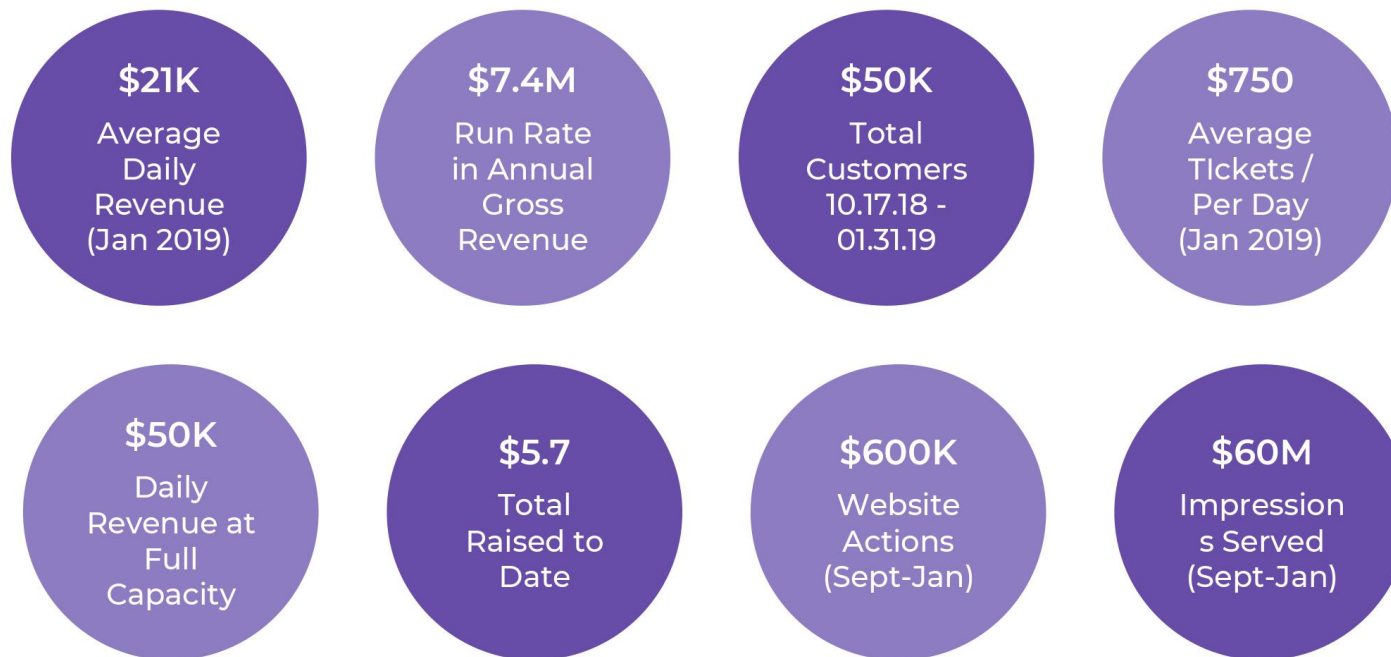 $21K
Average
Daily
Revenue
(Jan 2019)
$7.4M
Run Rate
in Annual
Gross
Revenue
$50K
Total
Customers
10.17.18 -
01.31.19
$750
Average
TIckets /
Per Day
(Jan 2019)
$50K
Daily
Revenue at
Full
Capacity
$5.7
Total
Raised to
Date
$600K
Website
Actions
(Sept-Jan)
$60M
Impression
s Served
(Sept-Jan)